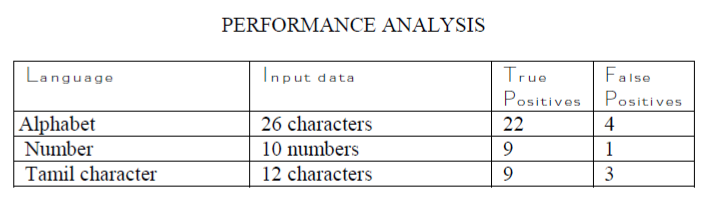 PERFORMANCE ANALYSIS
Language Input data True Positives False Positives
Alphabet 26 characters 22 4
Number 10 numbers 9 1
Tamil character 12 characters 9 3